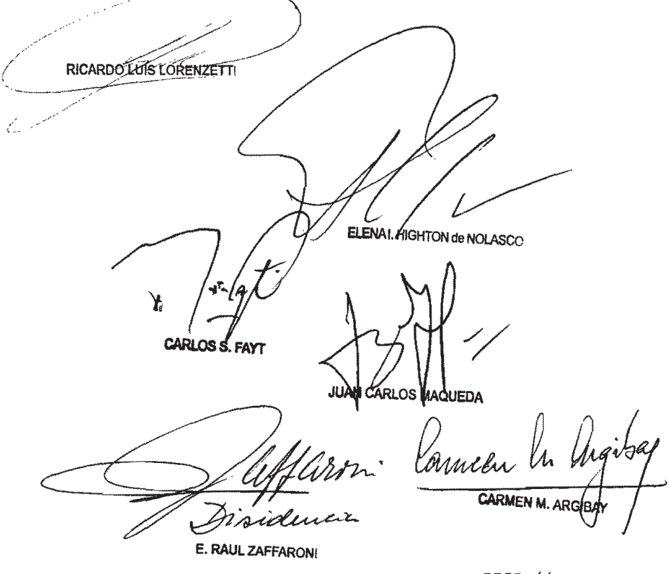 RICARDO LUIS LORENZETTI
ELENA I. HIGHTON de NOLASCO
CARLOS S. FAYT
JUAN CARLOS MAQUEDA
Zaffaroni
Disidencia
E. RAUL ZAFFARONI
Carmen M Argibay
CARMEN M. ARGIBAY